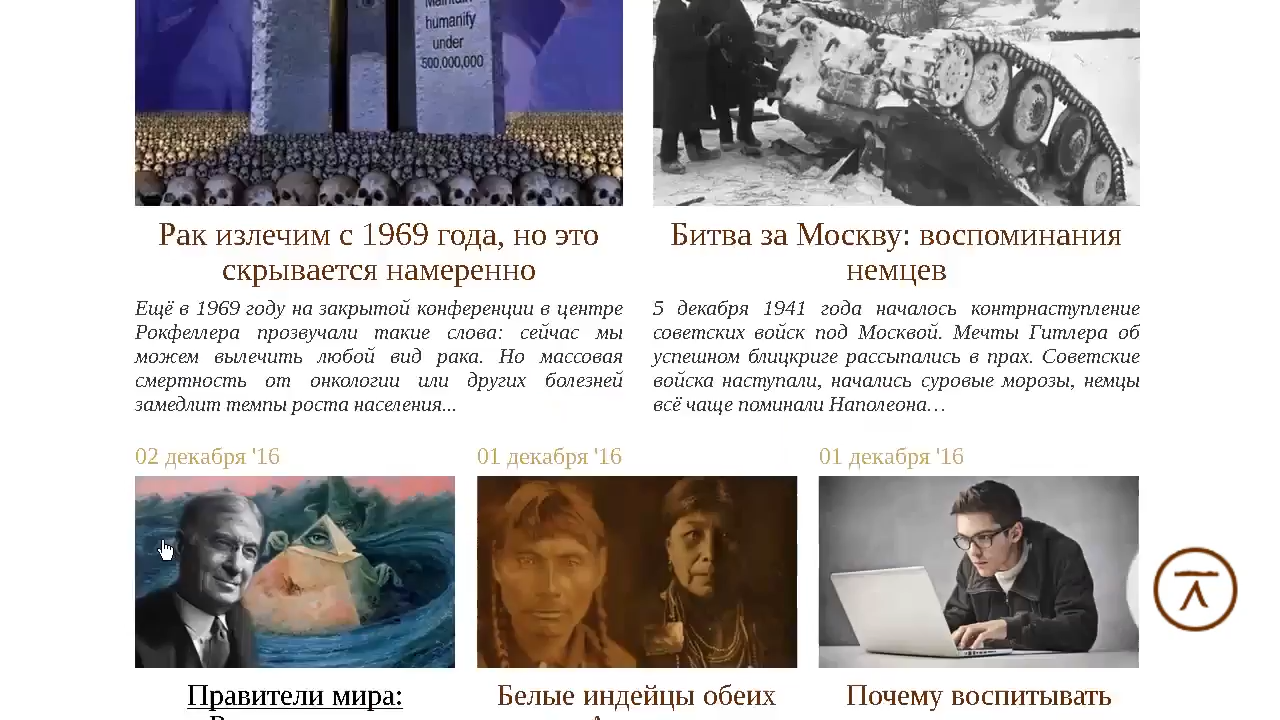 Maintain
humanity
under
500,000,000
Рак излечим с 1969 года, но это
скрывается намеренно
Ещё в 1969 году на закрытой конференции в центре
Рокфеллера прозвучали такие слова: сейчас мы
можем вылечить любой вид рака. Но массовая
смертность от онкологии или других болезней
замедлит темпы роста населения...
Битва за Москву: воспоминания
немцев
5 декабря 1941 года началось контрнаступление
советских войск под Москвой. Мечты Гитлера об
успешном блицкриге рассыпались в прах. Советские
войска наступали, начались суровые морозы, немцы
всё чаще поминали Наполеона…
02 декабря '16
01 декабря '16
01 декабря '16
Правители мира:
Белые индейцы обеих
Почему воспитывать